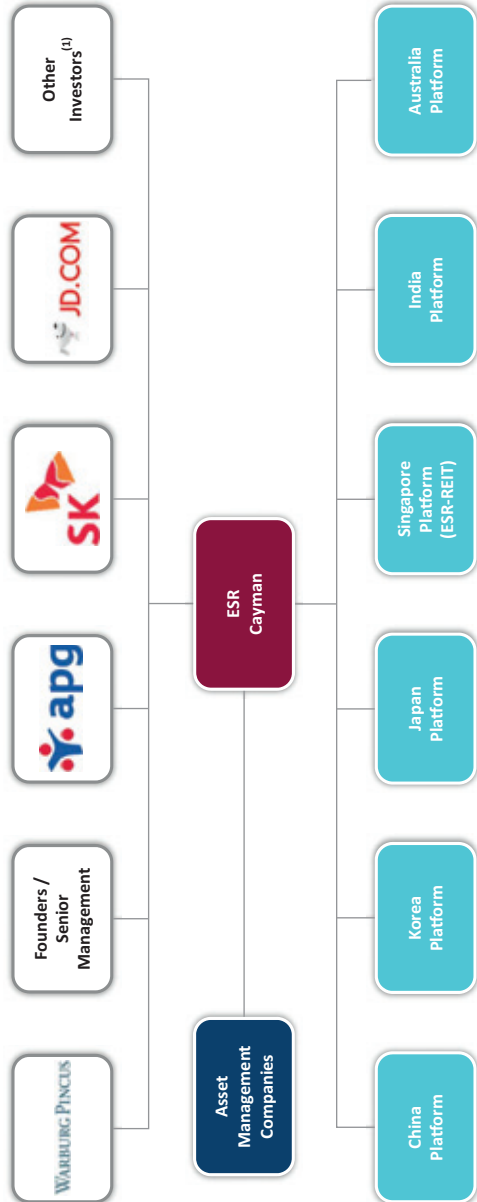 WARBURG PINCUS
Founders /
Senior
Management
apg
SK
JD.COM
Other
Investors(1)
Asset
Management
Companies
ESR
Cayman
China
Platform
Korea
Platform
Japan
Platform
Singapore
Platform
(ESR-REIT)
India
Platform
Australia
Platform